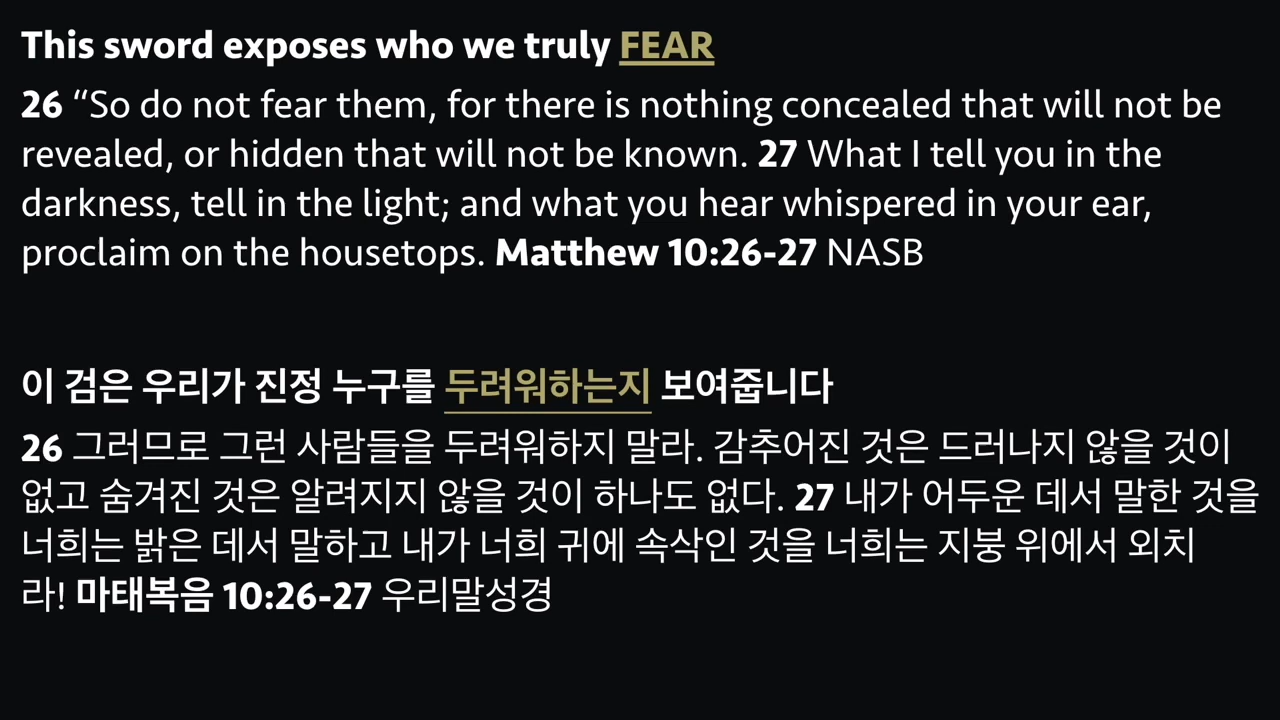 This sword exposes who we truly FEAR
26 “So do not fear them, for there is nothing concealed that will not be
revealed, or hidden that will not be known. 27 What I tell you in the
darkness, tell in the light; and what you hear whispered in your ear,
proclaim on the housetops. Matthew 10:26-27 NASB
이 검은 우리가 진정 누구를 두려워하는지 보여줍니다
26 그러므로 그런 사람들을 두려워하지 말라. 감추어진 것은 드러나지 않을 것이
없고 숨겨진 것은 알려지지 않을 것이 하나도 없다. 27 내가 어두운 데서 말한 것을
너희는 밝은 데서 말하고 내가 너희 귀에 속삭인 것을 너희는 지붕 위에서 외치
라! 마태복음 10:26-27 우리말성경